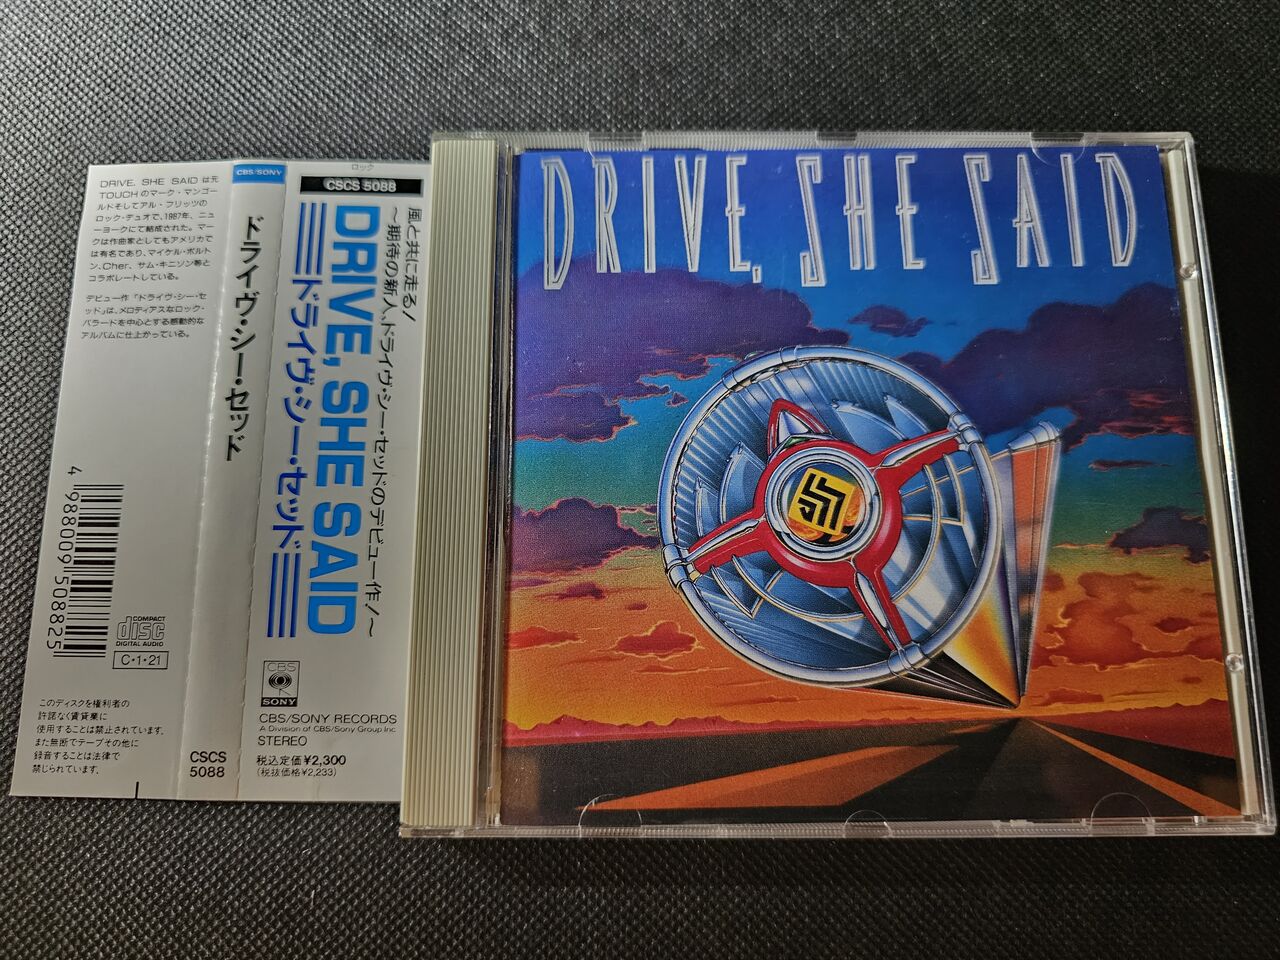 DRIVE, SHE SAID は元
TOUCHのマーク・マンゴー
ルドそしてアル・フリッツの
ロック・デュオで、1987年、ニュ
ーヨークにて結成された。マー
クは作曲家としてもアメリカで
は有名であり、マイケル・ボルト
ン、Cher、サム・キニソン等と
コラボレートしている。
デビュー作「ドライヴ・シー・セ
ッド」は、メロディアスなロック・
バラードを中心とする感動的な
アルバムに仕上がっている。
4 988009 508825
COMPACT
disc
DIGITAL AUDIO
C・1・21
このディスクを権利者の
許諾なく賃貸業に
使用することは禁止されています。
また無断でテープその他に
録音することは法律で
禁じられています。
CBS/SONY
ドライヴ・シー・セッド
CSCS
5088
ロック
CSCS 5088
風と共に走る!
〜期待の新人、ドライヴ・シー・セッドのデビュー作!〜
DRIVE, SHE SAID
ドライヴ・シー・セッド
CBS
SONY
CBS/SONY RECORDS
A Division of CBS/Sony Group Inc
STEREO
税込定価¥2,300
(税抜価格¥2,233)
DRIVE, SHE SAID